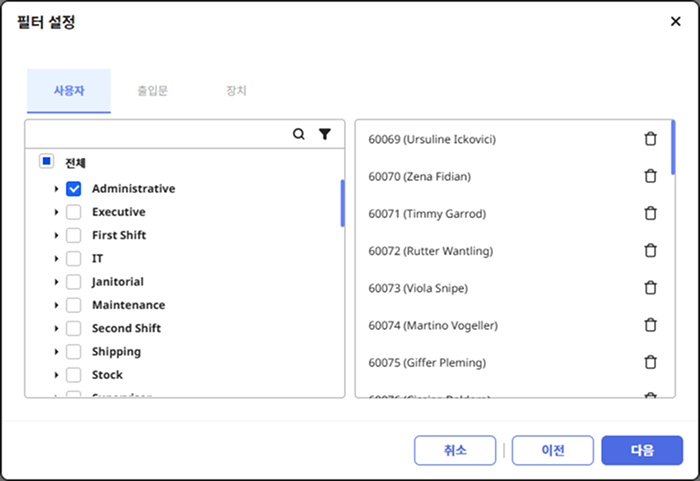 필터 설정
사용자 출입문 장치
전체
Administrative
Executive
First Shift
IT
Janitorial
Maintenance
Second Shift
Shipping
Stock
60069 (Ursuline Ickovici)
60070 (Zena Fidian)
60071 (Timmy Garrod)
60072 (Rutter Wantling)
60073 (Viola Snipe)
60074 (Martino Vogeller)
60075 (Giffer Pleming)
취소 이전 다음